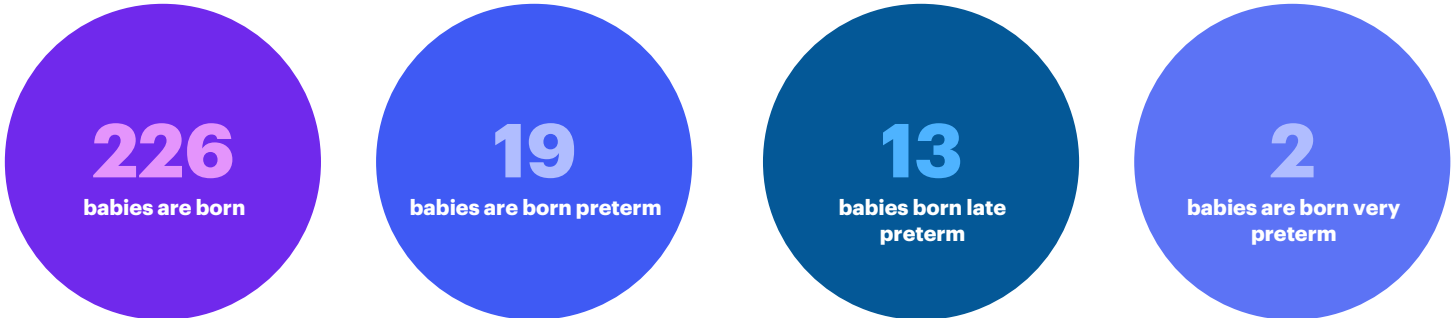 226
babies are born
19
babies are born preterm
13
babies born late
preterm
2
babies are born very
preterm